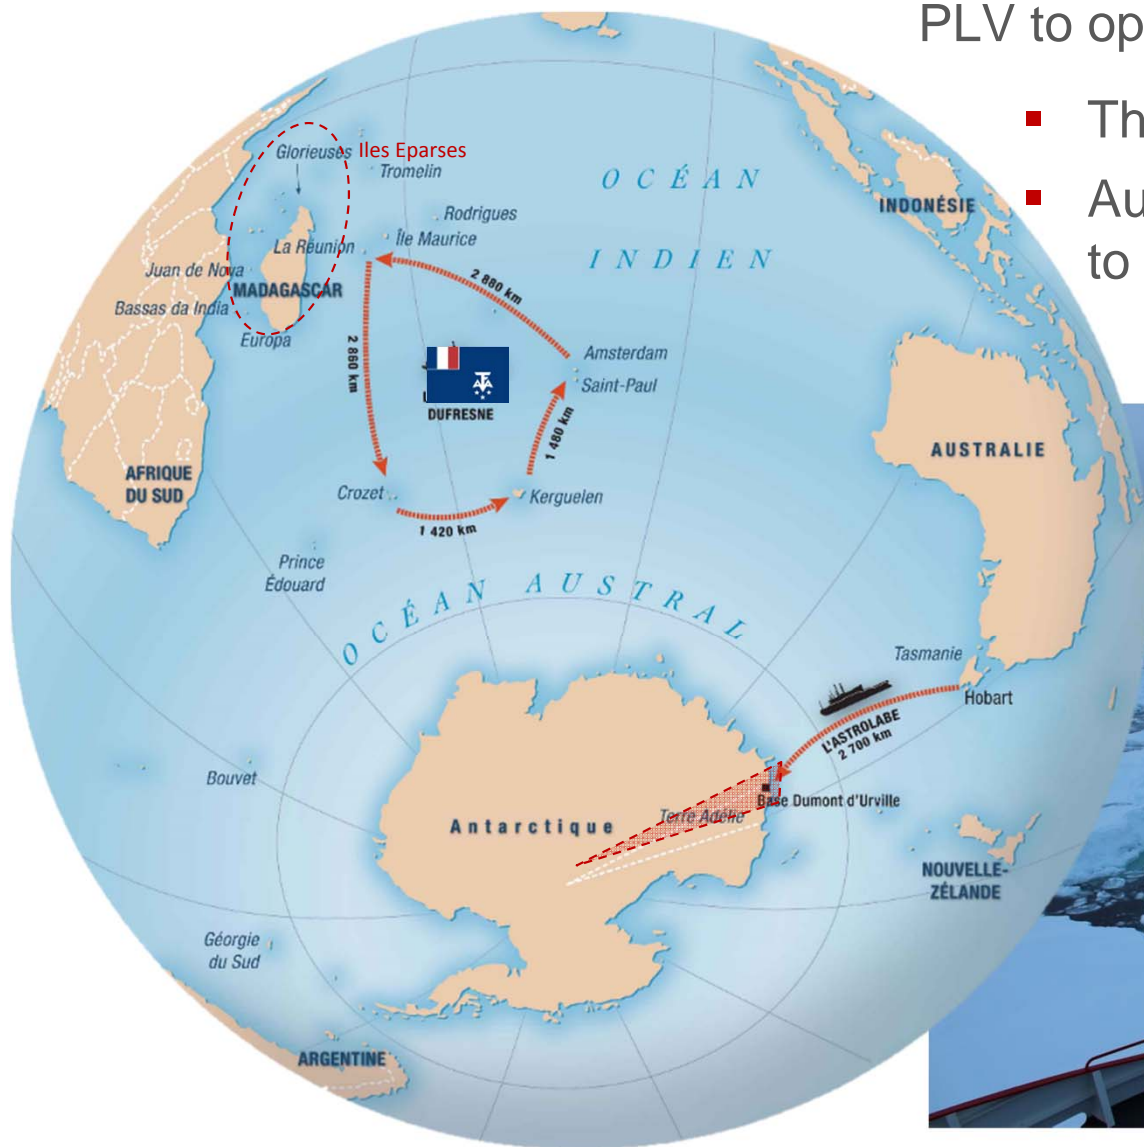 PLV to op
Th
Au
to
Glorieuses
Iles Eparses
Tromelin
OCÉAN
INDIEN
INDONÉSIE
Rodrigues
Île Maurice
La Réunion
Juan de Nova
MADAGASCAR
Bassas da India
Europa
2 880 km
2 860 km
Amsterdam
Saint-Paul
DUFRESNE
1 480 km
AUSTRALIE
AFRIQUE
DU SUD
Crozet
Kerguelen
1 420 km
Prince
Édouard
OCÉAN AUSTRAL
Tasmanie
Hobart
L'ASTROLABE
2 700 km
Bouvet
Base Dumont d'Urville
Terre Adélie
Antarctique
NOUVELLE-
ZÉLANDE
Géorgie
du Sud
ARGENTINE